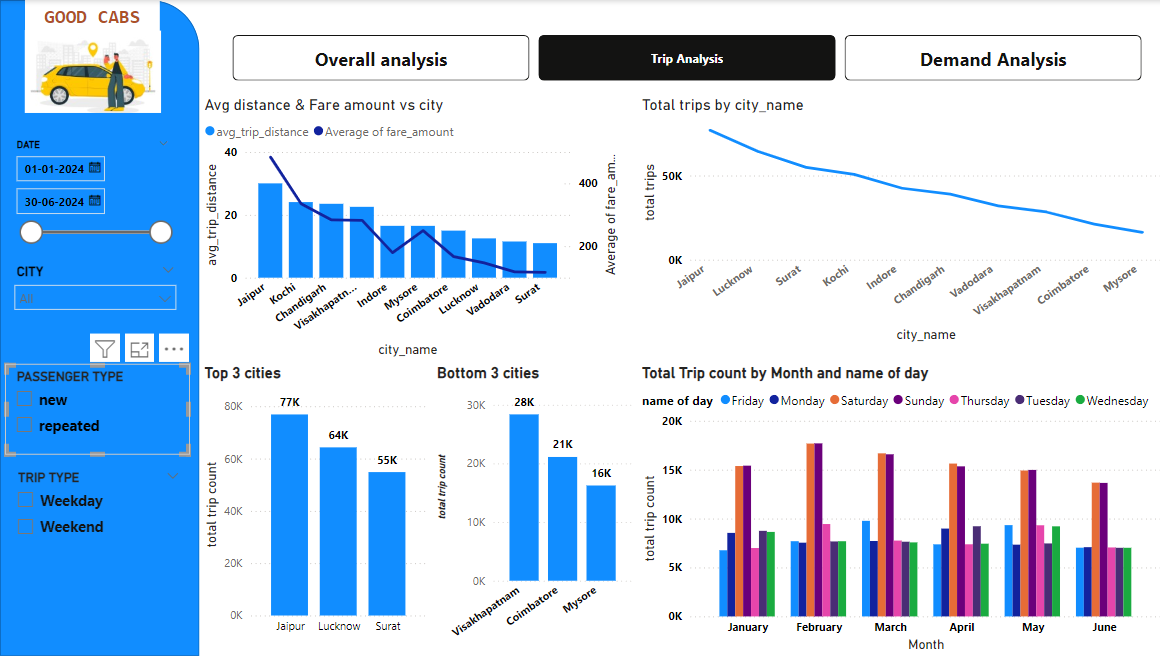 GOOD CABS
DATE
01-01-2024
30-06-2024
CITY
All
PASSENGER TYPE
new
repeated
TRIP TYPE
Weekday
Weekend
Overall analysis
Trip Analysis
Demand Analysis
Avg distance & Fare amount vs city
avg_trip_distance Average of fare_amount
avg_trip_distance
40
20
0
Average of fare_am...
400
200
Jaipur
Kochi
Chandigarh
Visakhapatn...
Indore
Mysore
Coimbatore
Lucknow
Vadodara
Surat
city_name
Total trips by city_name
total trips
50K
0K
Jaipur
Lucknow
Surat
Kochi
Indore
Chandigarh
Vadodara
Visakhapatnam
Coimbatore
Mysore
city_name
Top 3 cities
total trip count
80K
60K
40K
20K
0K
77K
64K
55K
Jaipur Lucknow Surat
Bottom 3 cities
total trip count
30K
20K
10K
0K
28K
21K
16K
Visakhapatnam
Coimbatore
Mysore
Total Trip count by Month and name of day
name of day Friday Monday Saturday Sunday Thursday Tuesday Wednesday
total trip count
20K
15K
10K
5K
0K
January February March April May June
Month